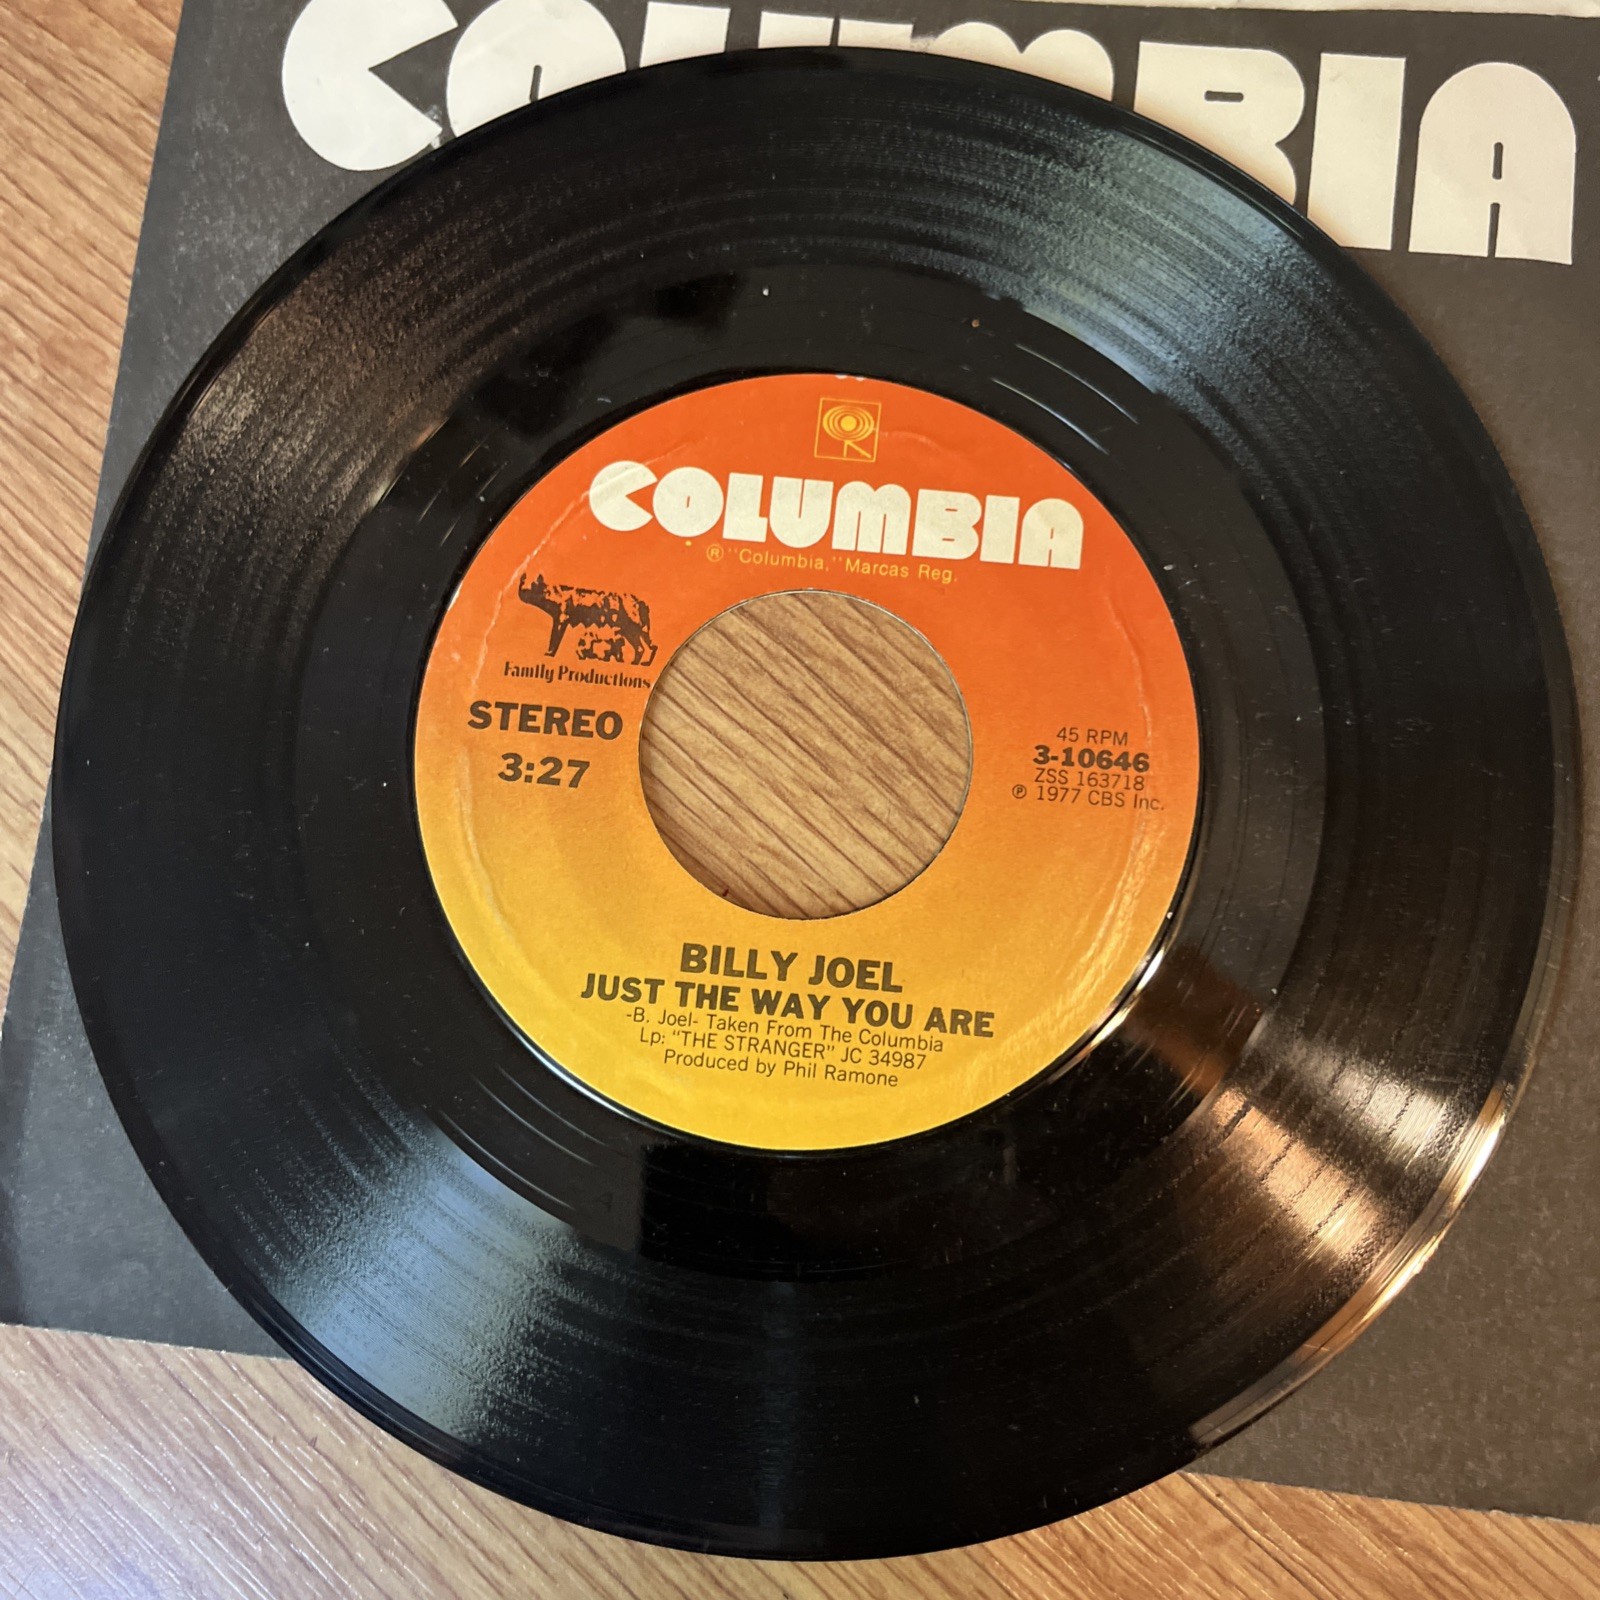 COLUMBIA
COLUMBIA
® "Columbia," Marcas Reg.
Family Productions
STEREO
3:27
45 RPM
3-10646
ZSS 163718
℗ 1977 CBS Inc.
BILLY JOEL
JUST THE WAY YOU ARE
-B. Joel- Taken From The Columbia
Lp: "THE STRANGER" JC 34987
Produced by Phil Ramone
A